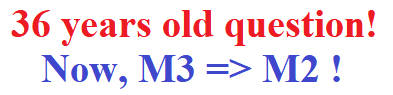 36 years old question!
Now, M3 => M2 !